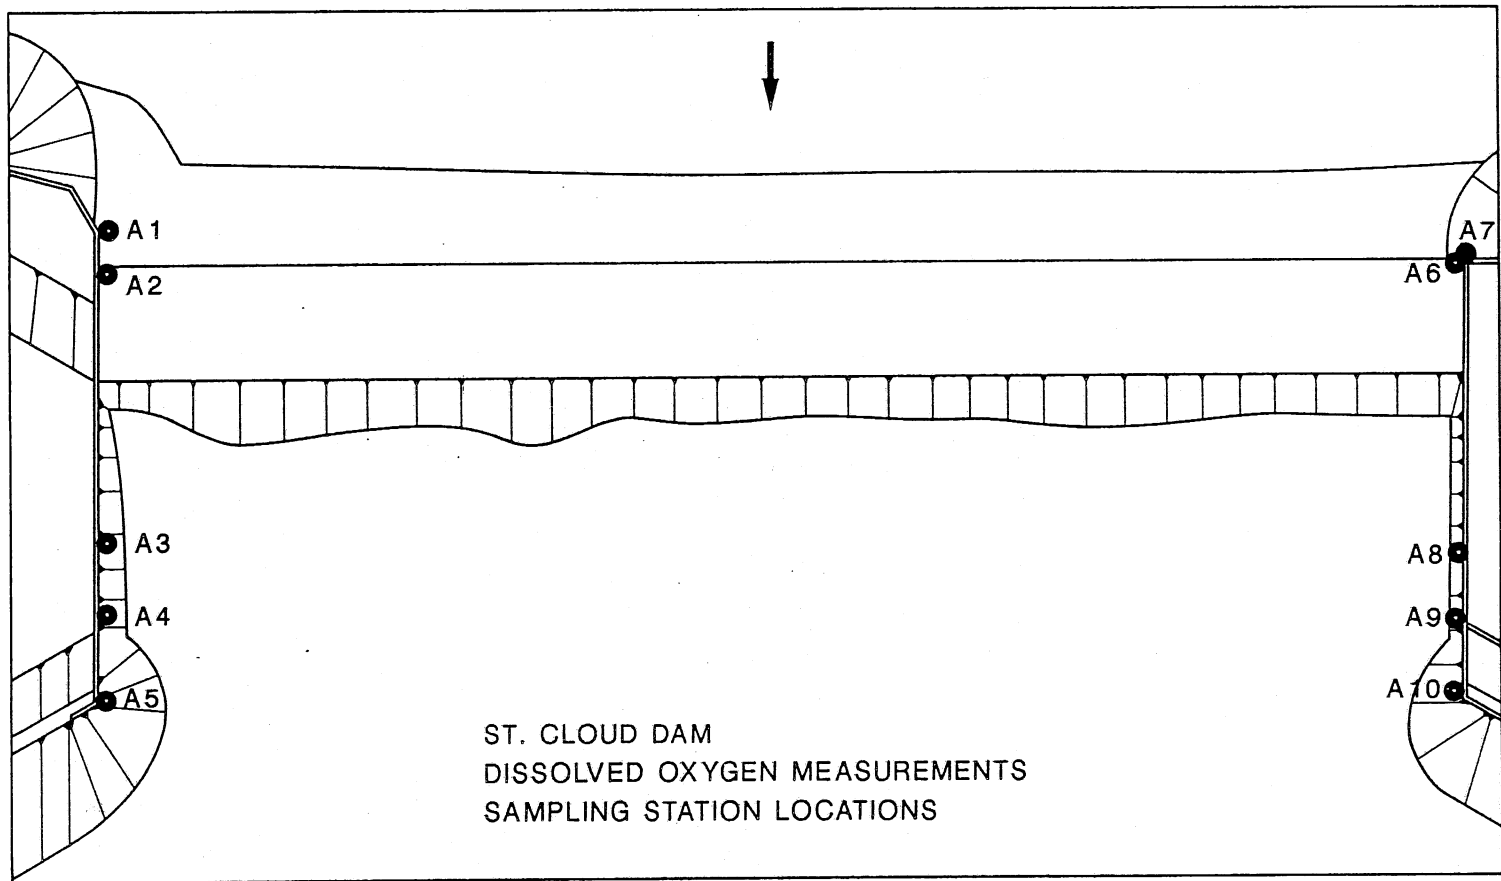 A1
A7
A2
A6
A3
A8
A4
A9
A5
A10
ST. CLOUD DAM
DISSOLVED OXYGEN MEASUREMENTS
SAMPLING STATION LOCATIONS